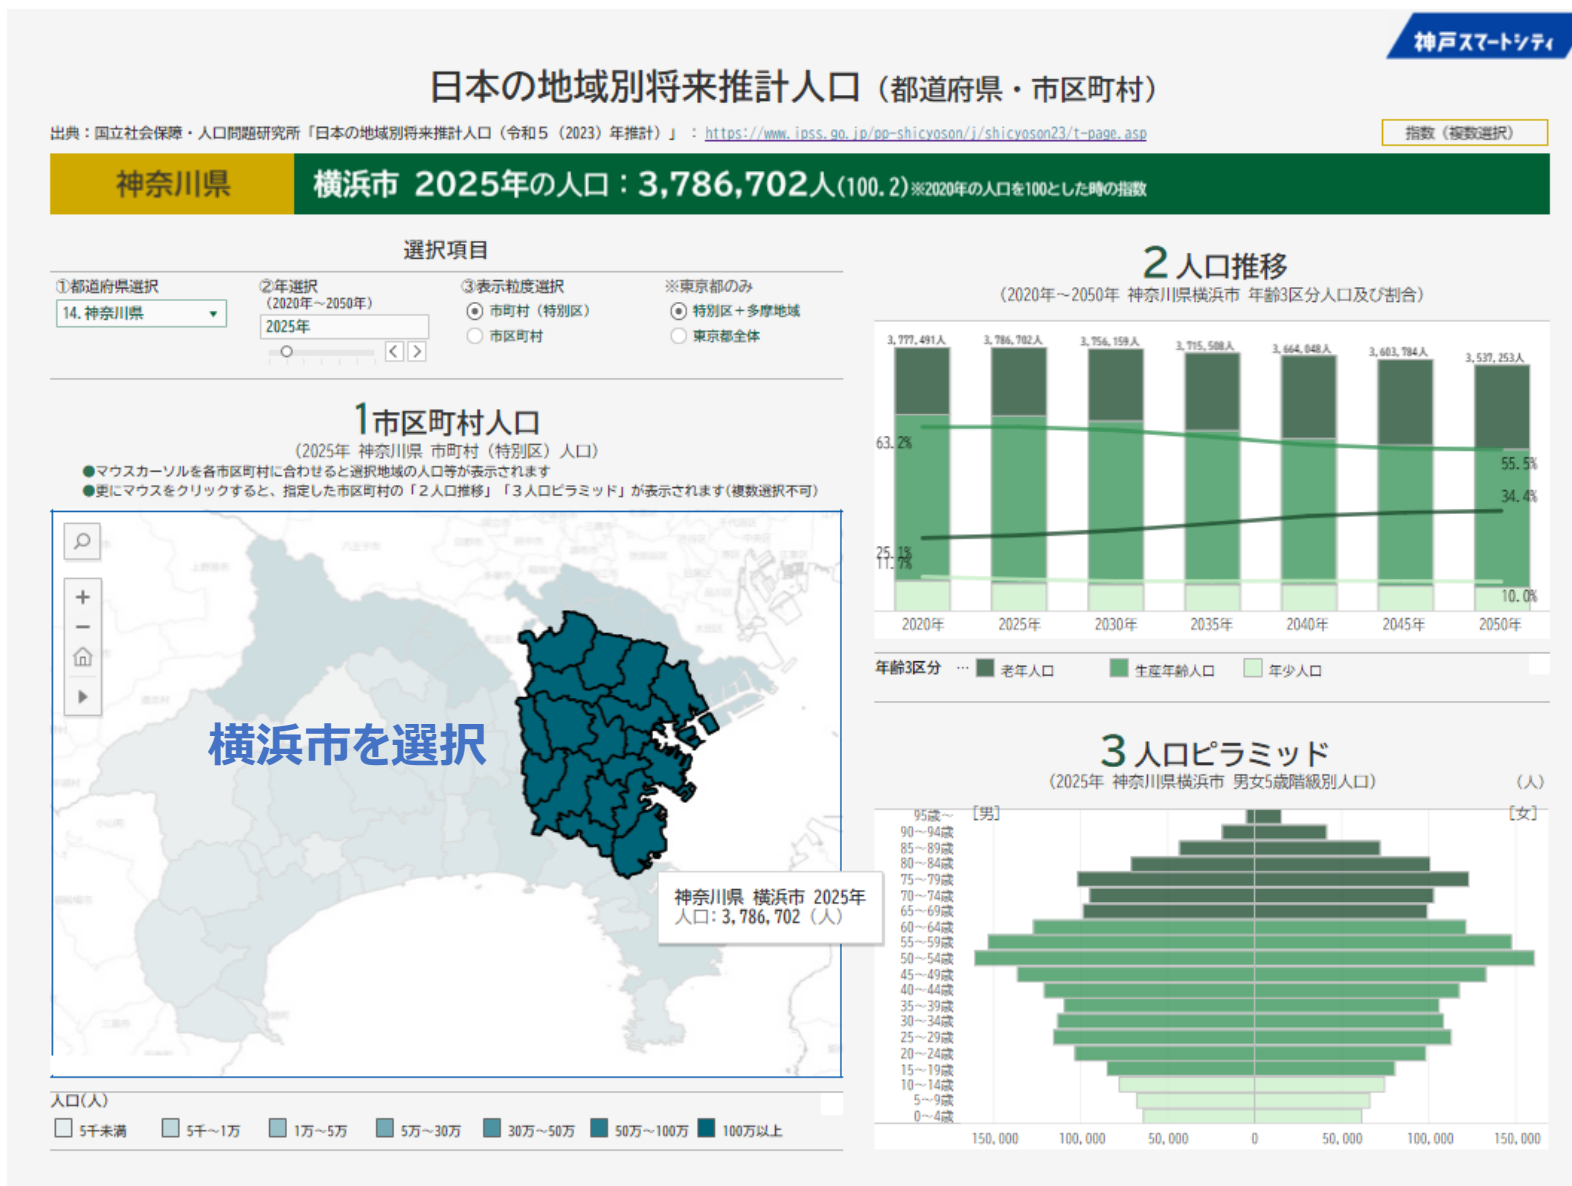 神戸スマートシティ
日本の地域別将来推計人口（都道府県・市区町村）
出典：国立社会保障・人口問題研究所「日本の地域別将来推計人口（令和５（2023）年推計）」 ： https://www.ipss.go.jp/pp-shicyoson/j/shicyoson23/t-page.asp
指数（複数選択）
神奈川県
横浜市 2025年の人口：3,786,702人(100.2)※2020年の人口を100とした時の指数
選択項目
①都道府県選択
14.神奈川県
②年選択
（2020年～2050年）
2025年
③表示粒度選択
市町村（特別区）
市区町村
※東京都のみ
特別区＋多摩地域
東京都全体
1市区町村人口
（2025年 神奈川県 市町村（特別区）人口）
●マウスカーソルを各市区町村に合わせると選択地域の人口等が表示されます
●更にマウスをクリックすると、指定した市区町村の「２人口推移」「３人口ピラミッド」が表示されます(複数選択不可)
横浜市を選択
神奈川県 横浜市 2025年
人口：3,786,702（人）
人口(人)
5千未満 5千～1万 1万～5万 5万～30万 30万～50万 50万～100万 100万以上
2 人口推移
（2020年～2050年 神奈川県横浜市 年齢3区分人口及び割合）
3,777,491人 3,786,702人 3,756,159人 3,715,508人 3,664,048人 3,603,784人 3,537,253人
63.2%
55.5%
34.4%
25.1%
11.7%
10.0%
2020年 2025年 2030年 2035年 2040年 2045年 2050年
年齢3区分 … 老年人口 生産年齢人口 年少人口
3 人口ピラミッド
（2025年 神奈川県横浜市 男女5歳階級別人口）
（人）
[男] [女]
95歳～
90～94歳
85～89歳
80～84歳
75～79歳
70～74歳
65～69歳
60～64歳
55～59歳
50～54歳
45～49歳
40～44歳
35～39歳
30～34歳
25～29歳
20～24歳
15～19歳
10～14歳
5～9歳
0～4歳
150,000 100,000 50,000 0 50,000 100,000 150,000